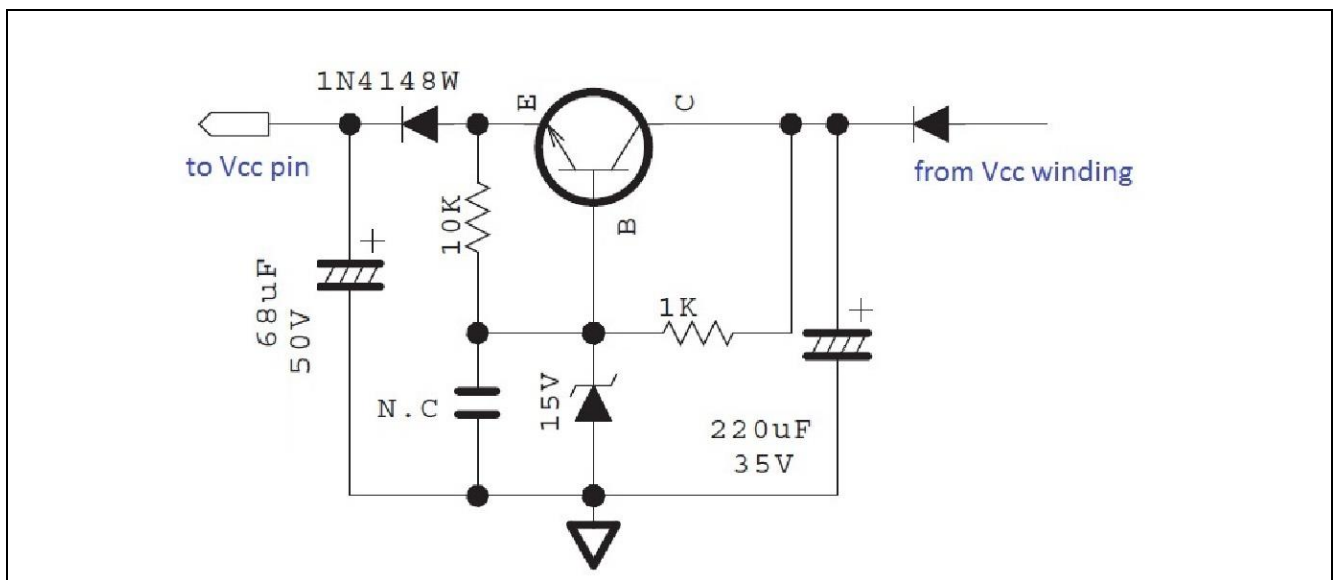 1N4148W
E
C
to Vcc pin
from Vcc winding
10K
B
68uF
50V
1K
N.C
15V
220uF
35V
+
+